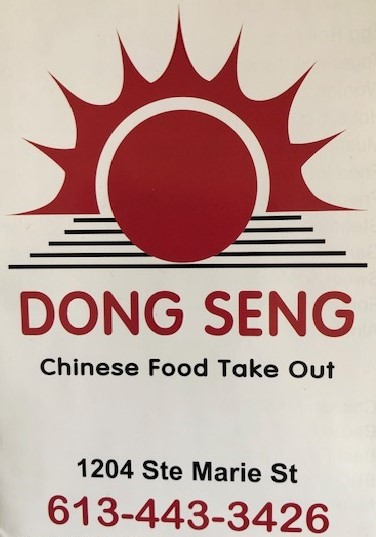 DONG SENG
Chinese Food Take Out
1204 Ste Marie St
613-443-3426